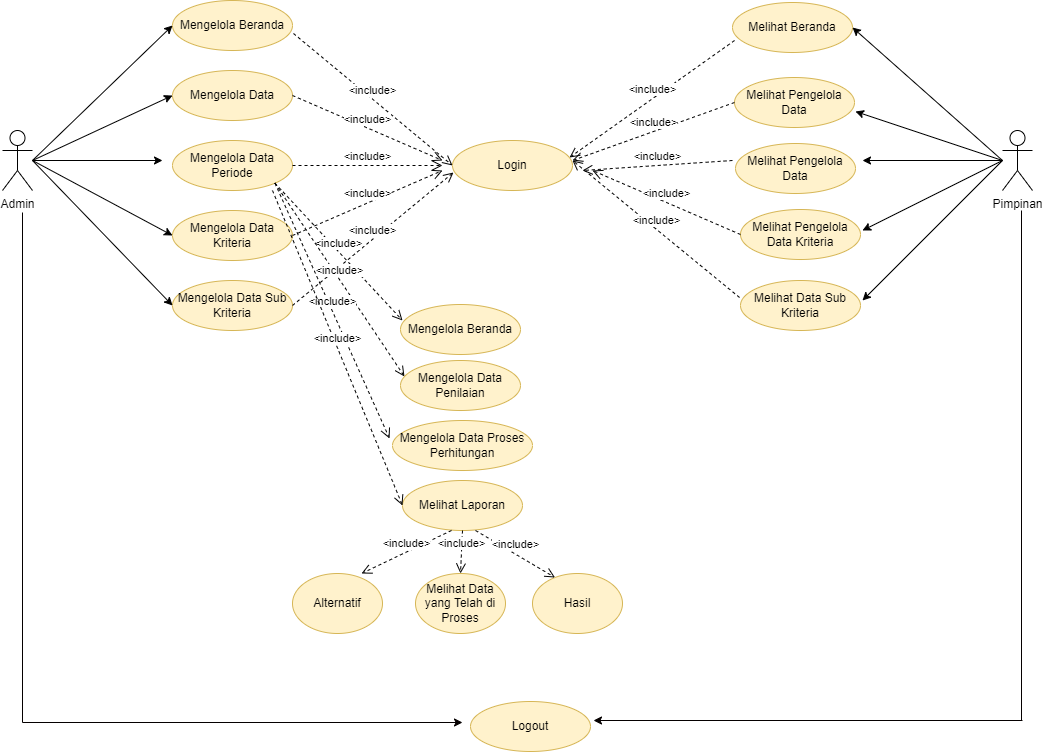 Mengelola Beranda
Melihat Beranda
<include>
<include>
Mengelola Data
Melihat Pengelola
Data
<include>
<include>
Mengelola Data
Periode
<include>
Login
<include>
Melihat Pengelola
Data
Admin
Pimpinan
<include>
<include>
Mengelola Data
Kriteria
<include>
<include>
Melihat Pengelola
Data Kriteria
<include>
<include>
Mengelola Data Sub
Kriteria
<include>
Melihat Data Sub
Kriteria
<include>
Mengelola Beranda
Mengelola Data
Penilaian
Mengelola Data Proses
Perhitungan
Melihat Laporan
<include>
<include>
<include>
Alternatif
Melihat Data
yang Telah di
Proses
Hasil
Logout